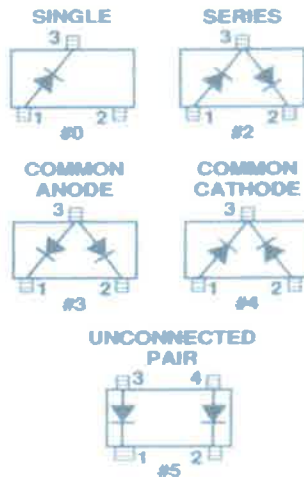 SINGLE
3
1 2
#0
SERIES
3
1 2
#2
COMMON
ANODE
3
1 2
#3
COMMON
CATHODE
3
1 2
#4
UNCONNECTED
PAIR
3 4
1 2
#5